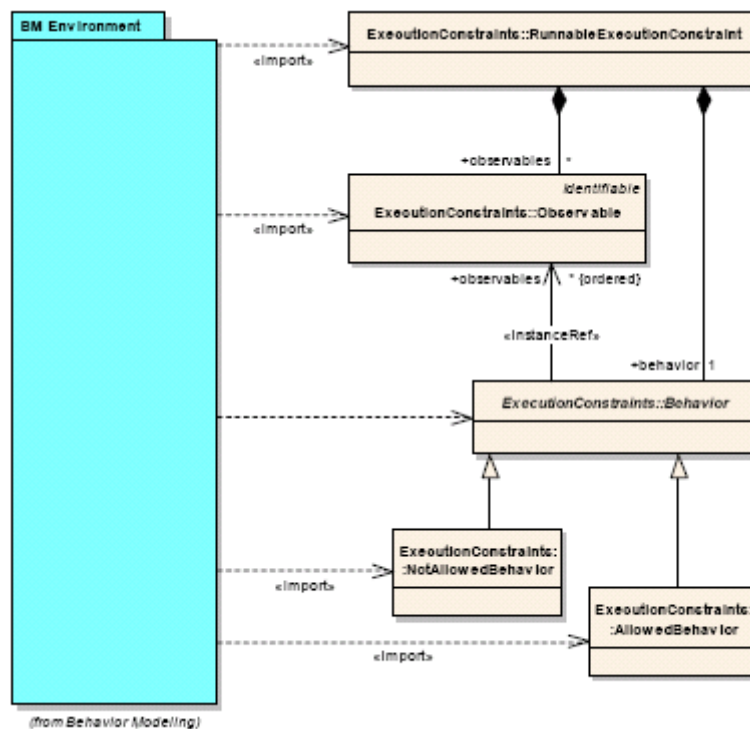 BM Environment
ExecutionConstraints::RunnableExecutionConstraint
«import»
+observables *
Identifiable
ExecutionConstraints::Observable
«import»
+observables * {ordered}
«InstanceRef»
+behavior 1
ExecutionConstraints::Behavior
ExecutionConstraints:
:NotAllowedBehavior
«import»
ExecutionConstraints:
:AllowedBehavior
«import»
(from Behavior Modeling)